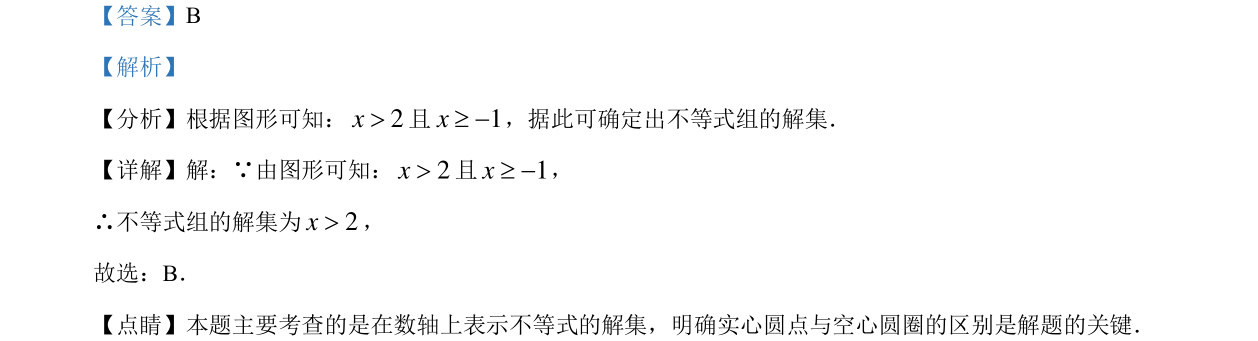 【答案】B
【解析】
【分析】根据图形可知：x > 2 且 x ≥ −1，据此可确定出不等式组的解集.
【详解】解：∵由图形可知：x > 2 且 x ≥ −1，
∴不等式组的解集为 x > 2，
故选：B.
【点睛】本题主要考查的是在数轴上表示不等式的解集，明确实心圆点与空心圆圈的区别是解题的关键.